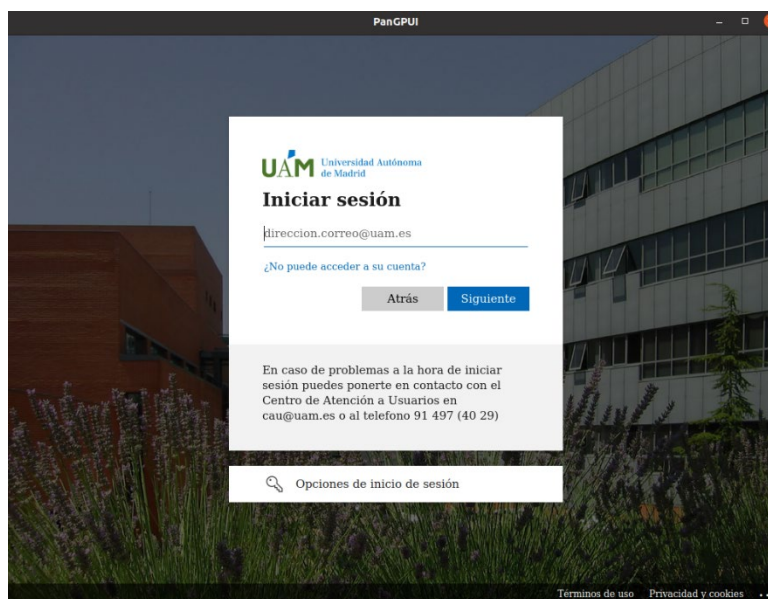 PanGPUI
UAM Universidad Autónoma
de Madrid
Iniciar sesión
direccion.correo@uam.es
¿No puede acceder a su cuenta?
Atrás
Siguiente
En caso de problemas a la hora de iniciar
sesión puedes ponerte en contacto con el
Centro de Atención a Usuarios en
cau@uam.es o al telefono 91 497 (40 29)
Opciones de inicio de sesión
Términos de uso Privacidad y cookies